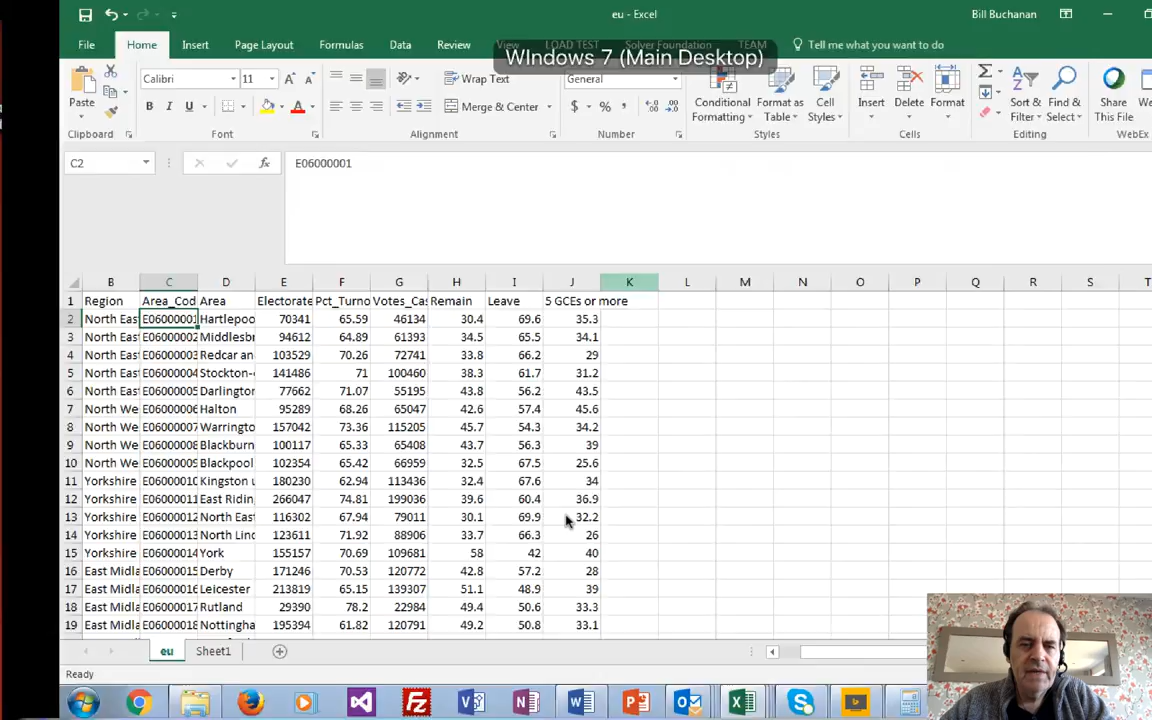 eu - Excel
Bill Buchanan
File Home Insert Page Layout Formulas Data Review View LOAD TEST Solver Foundation TEAM Tell me what you want to do
WIndows 7 (Main Desktop)
Paste
Calibri 11
Wrap Text
General
Conditional Formatting
Format as Table
Cell Styles
Insert Delete Format
Sort & Filter
Find & Select
Share This File
B I U
Merge & Center
$ % ,
Clipboard Font Alignment Number Styles Cells Editing WebEx
C2 fx E06000001
B C D E F G H I J K L M N O P Q R S T
1 Region Area_Cod Area Electorate Pct_Turno Votes_Cas Remain Leave 5 GCEs or more
2 North Eas E06000001 Hartlepoo 70341 65.59 46134 30.4 69.6 35.3
3 North Eas E06000002 Middlesbr 94612 64.89 61393 34.5 65.5 34.1
4 North Eas E06000003 Redcar an 103529 70.26 72741 33.8 66.2 29
5 North Eas E06000004 Stockton- 141486 71 100460 38.3 61.7 31.2
6 North Eas E06000005 Darlington 77662 71.07 55195 43.8 56.2 43.5
7 North We E06000006 Halton 95289 68.26 65047 42.6 57.4 45.6
8 North We E06000007 Warrington 157042 73.36 115205 45.7 54.3 34.2
9 North We E06000008 Blackburn 100117 65.33 65408 43.7 56.3 39
10 North We E06000009 Blackpool 102354 65.42 66959 32.5 67.5 25.6
11 Yorkshire E06000010 Kingston u 180230 62.94 113436 32.4 67.6 34
12 Yorkshire E06000011 East Ridin 266047 74.81 199036 39.6 60.4 36.9
13 Yorkshire E06000012 North East 116302 67.94 79011 30.1 69.9 32.2
14 Yorkshire E06000013 North Linc 123611 71.92 88906 33.7 66.3 26
15 Yorkshire E06000014 York 155157 70.69 109681 58 42 40
16 East Midla E06000015 Derby 171246 70.53 120772 42.8 57.2 28
17 East Midla E06000016 Leicester 213819 65.15 139307 51.1 48.9 39
18 East Midla E06000017 Rutland 29390 78.2 22984 49.4 50.6 33.3
19 East Midla E06000018 Nottingha 195394 61.82 120791 49.2 50.8 33.1
eu Sheet1
Ready